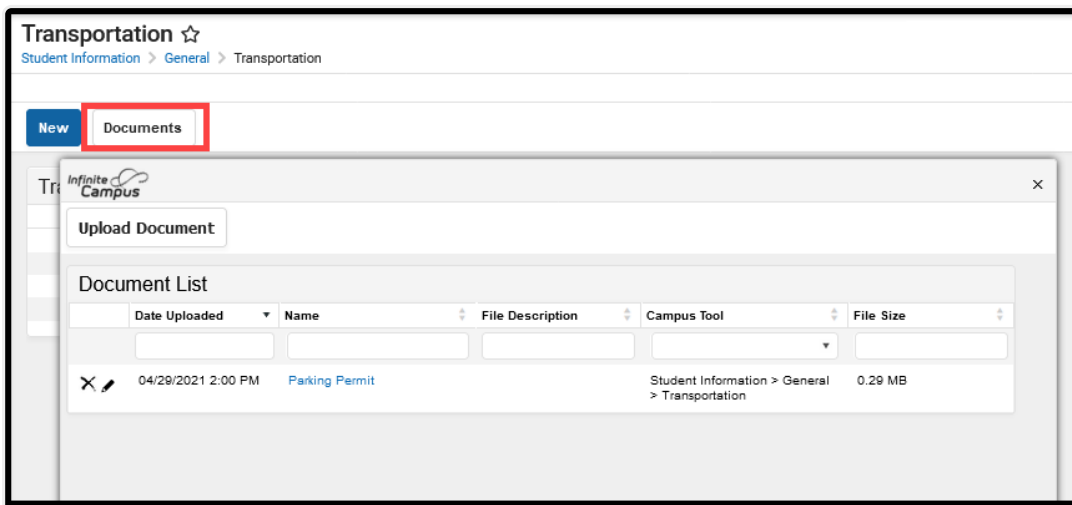 Transportation
Student Information > General > Transportation
New Documents
Tra
Infinite Campus
Upload Document
Document List
Date Uploaded Name File Description Campus Tool File Size
04/29/2021 2:00 PM Parking Permit Student Information > General 0.29 MB
> Transportation